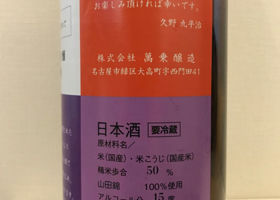 お楽しみ頂ければ幸いです。
久野 九平治
株式会社 萬乗醸造
名古屋市緑区大高町字西門田41
日本酒 要冷蔵
原材料名/
米(国産)・米こうじ(国産米)
精米歩合 50 %
山田錦 100%使用
アルコール分 15度